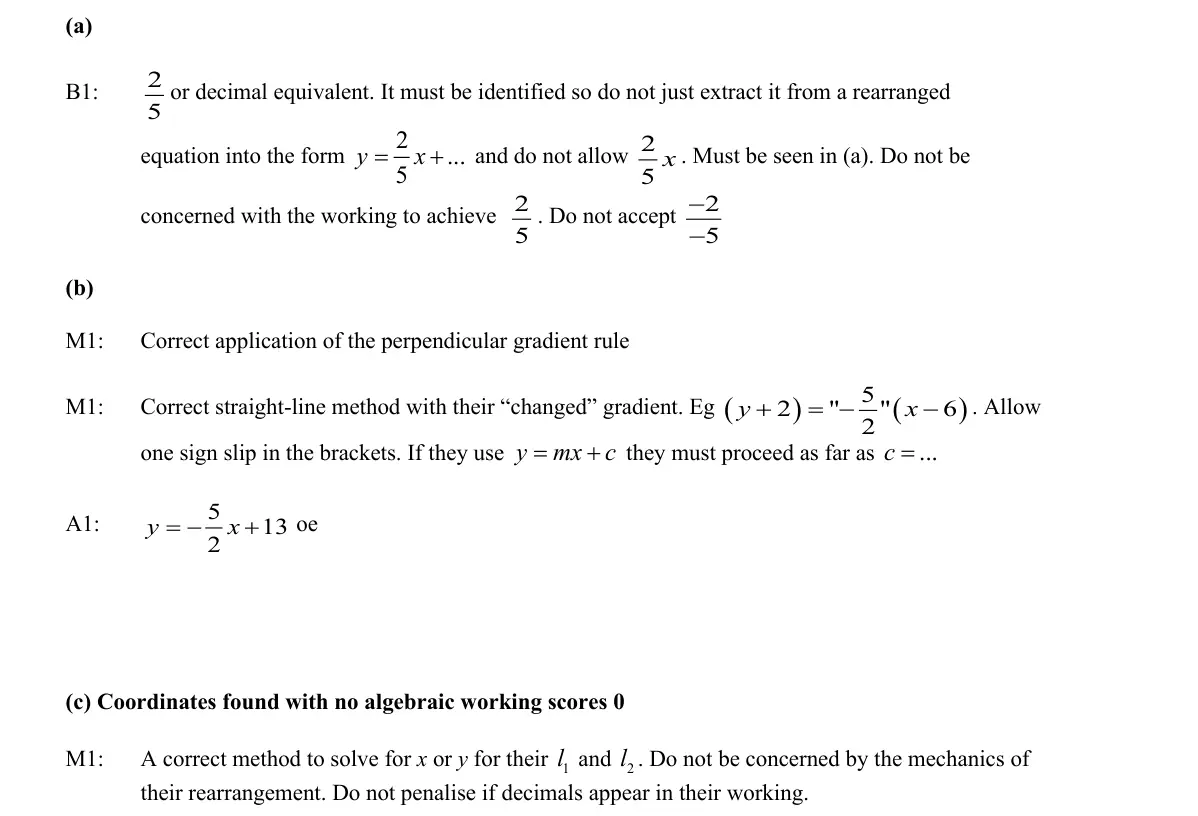 (a)
B1: 2/5 or decimal equivalent. It must be identified so do not just extract it from a rearranged
equation into the form y = 2/5 x + ... and do not allow 2/5 x . Must be seen in (a). Do not be
concerned with the working to achieve 2/5 . Do not accept −2/−5
(b)
M1: Correct application of the perpendicular gradient rule
M1: Correct straight-line method with their “changed” gradient. Eg (y + 2) = "− 5/2 "(x − 6) . Allow
one sign slip in the brackets. If they use y = mx + c they must proceed as far as c = ...
A1: y = − 5/2 x + 13 oe
(c) Coordinates found with no algebraic working scores 0
M1: A correct method to solve for x or y for their l₁ and l₂ . Do not be concerned by the mechanics of
their rearrangement. Do not penalise if decimals appear in their working.